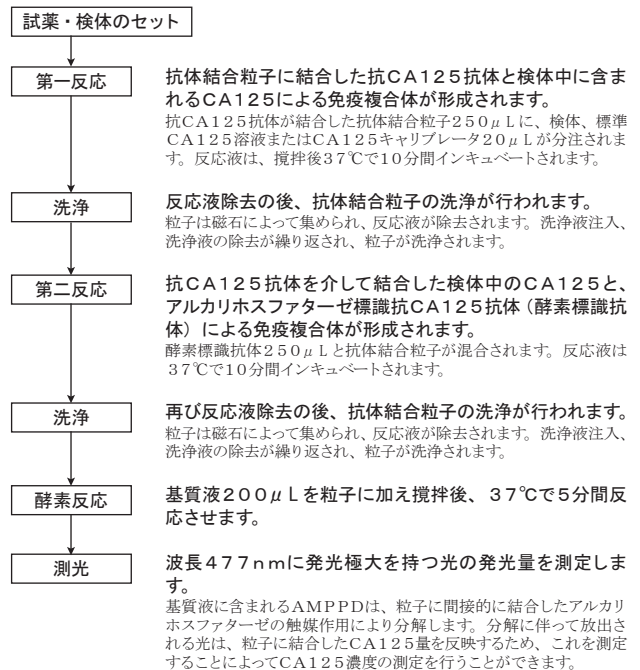 試薬・検体のセット
第一反応
抗体結合粒子に結合した抗CA125抗体と検体中に含ま
れるCA125による免疫複合体が形成されます。
抗CA125抗体が結合した抗体結合粒子250μLに、検体、標準
CA125溶液またはCA125キャリブレータ20μLが分注されま
す。反応液は、撹拌後37℃で10分間インキュベートされます。
洗浄
反応液除去の後、抗体結合粒子の洗浄が行われます。
粒子は磁石によって集められ、反応液が除去されます。洗浄液注入、
洗浄液の除去が繰り返され、粒子が洗浄されます。
第二反応
抗CA125抗体を介して結合した検体中のCA125と、
アルカリホスファターゼ標識抗CA125抗体（酵素標識抗
体）による免疫複合体が形成されます。
酵素標識抗体250μLと抗体結合粒子が混合されます。反応液は
37℃で10分間インキュベートされます。
洗浄
再び反応液除去の後、抗体結合粒子の洗浄が行われます。
粒子は磁石によって集められ、反応液が除去されます。洗浄液注入、
洗浄液の除去が繰り返され、粒子が洗浄されます。
酵素反応
基質液200μLを粒子に加え撹拌後、37℃で5分間反
応させます。
測光
波長477nmに発光極大を持つ光の発光量を測定しま
す。
基質液に含まれるAMPPDは、粒子に間接的に結合したアルカリ
ホスファターゼの触媒作用により分解します。分解に伴って放出さ
れる光は、粒子に結合したCA125量を反映するため、これを測定
することによってCA125濃度の測定を行うことができます。